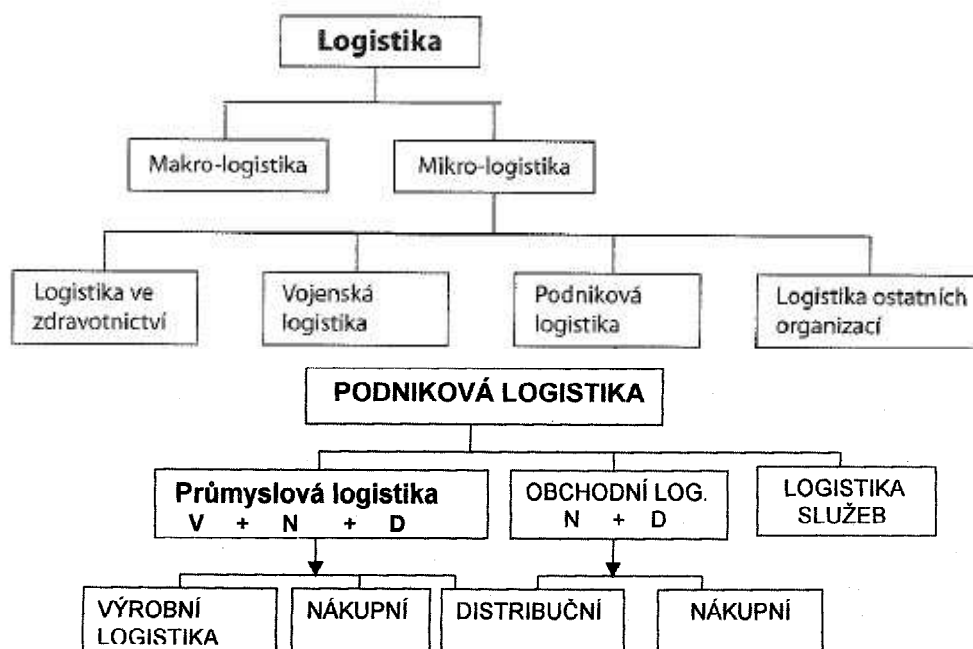 Logistika
Makro-logistika
Mikro-logistika
Logistika ve
zdravotnictví
Vojenská
logistika
Podniková
logistika
Logistika ostatních
organizací
PODNIKOVÁ LOGISTIKA
Průmyslová logistika
V + N + D
OBCHODNÍ LOG.
N + D
LOGISTIKA
SLUŽEB
VÝROBNÍ
LOGISTIKA
NÁKUPNÍ
DISTRIBUČNÍ
NÁKUPNÍ